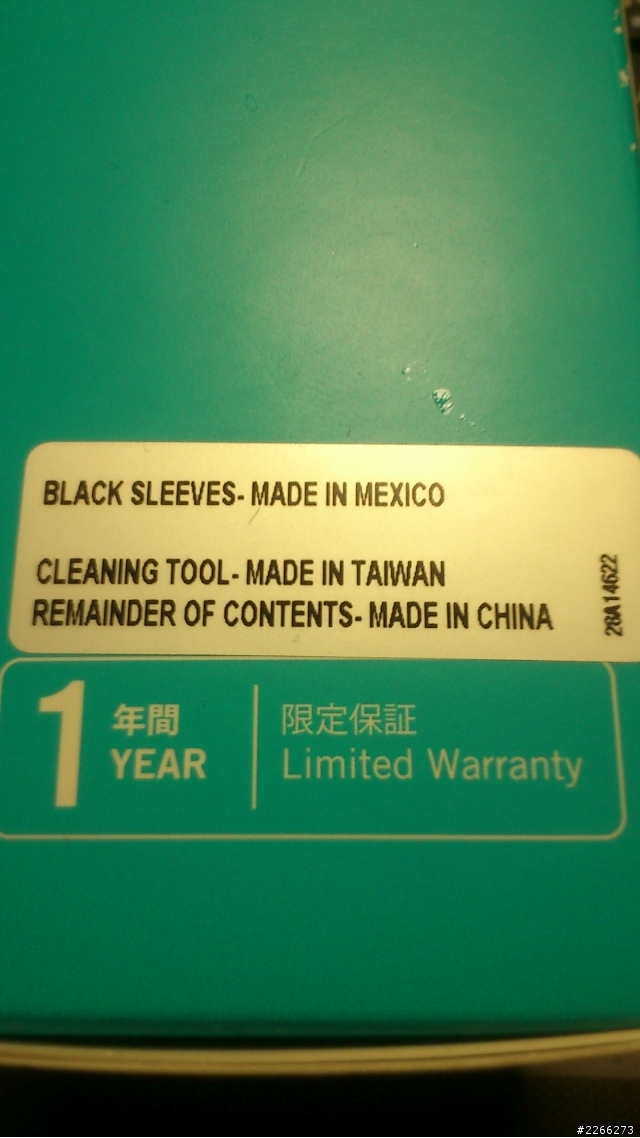 BLACK SLEEVES- MADE IN MEXICO
CLEANING TOOL- MADE IN TAIWAN
REMAINDER OF CONTENTS- MADE IN CHINA
28A14622
1 年間
YEAR
限定保証
Limited Warranty
#2266273